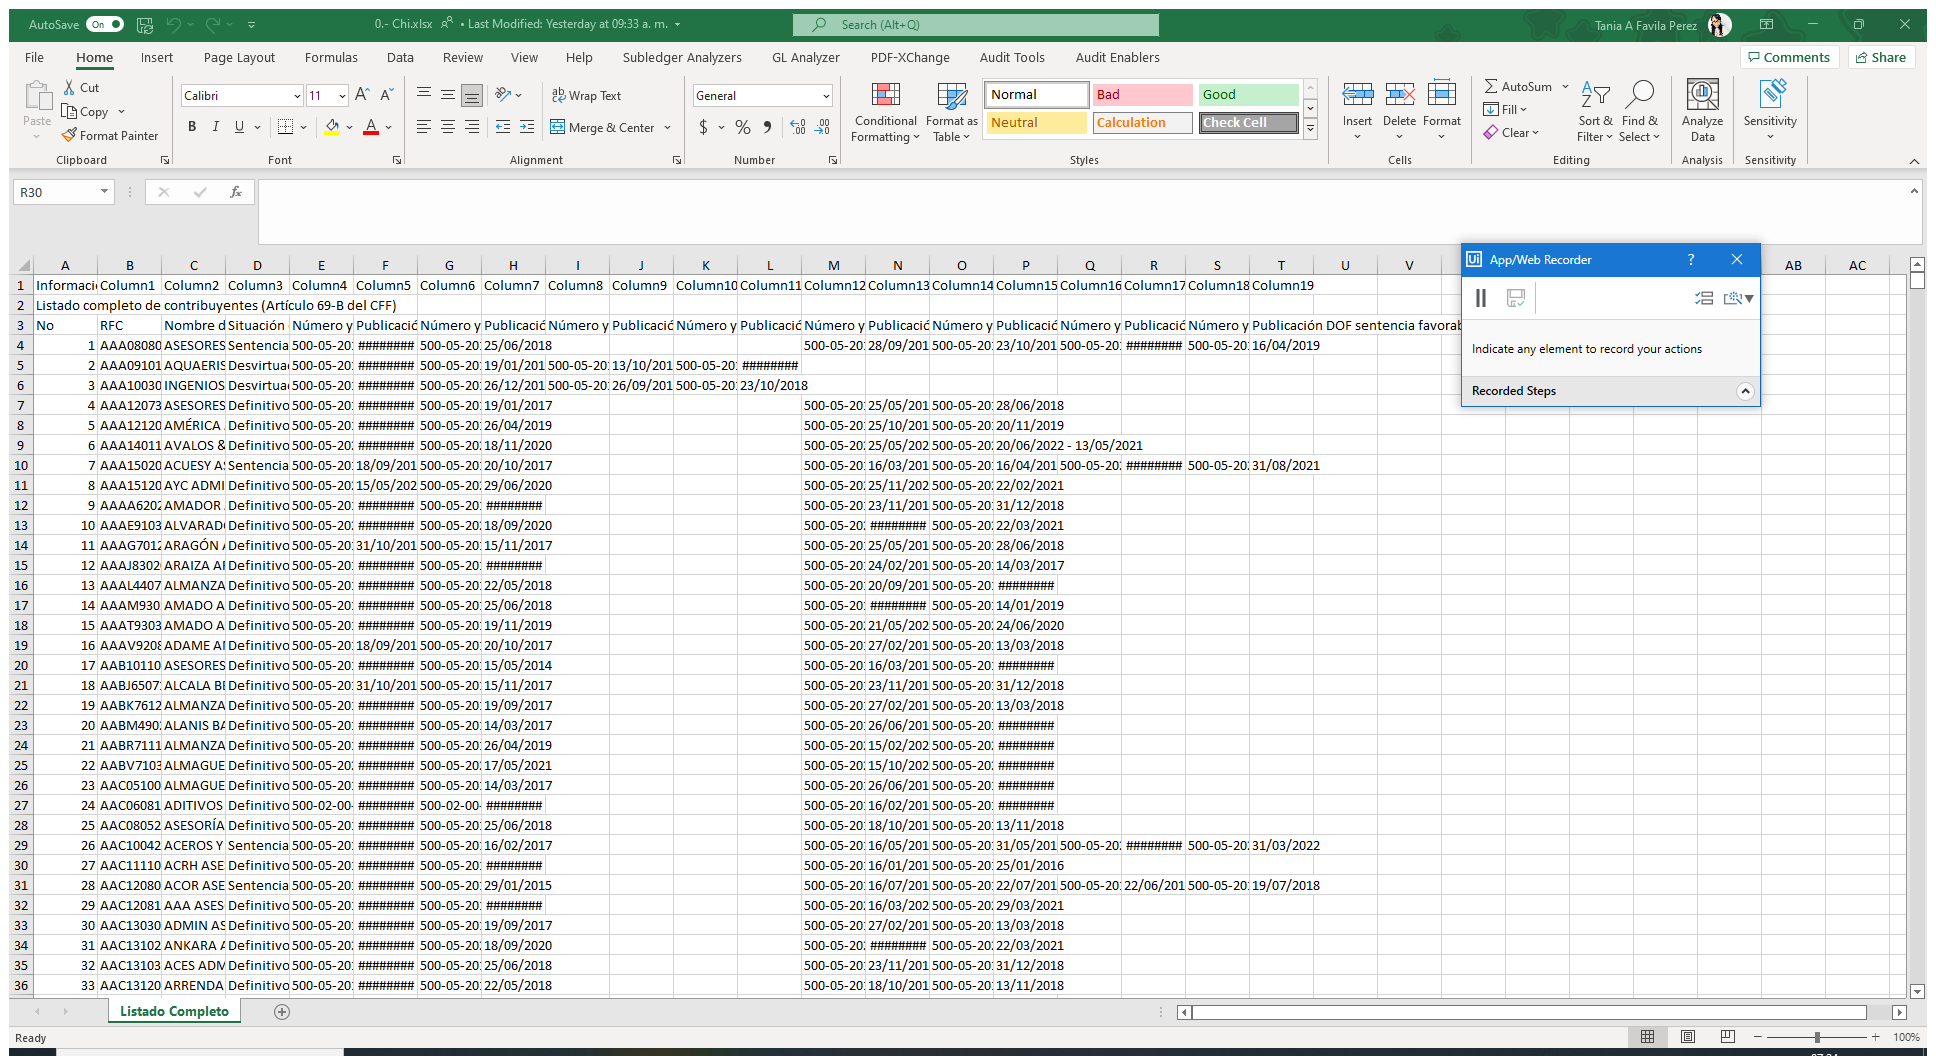 AutoSave On 0.- Chi.xlsx • Last Modified: Yesterday at 09:33 a. m. Search (Alt+Q) Tania A Favila Perez
File Home Insert Page Layout Formulas Data Review View Help Subledger Analyzers GL Analyzer PDF-XChange Audit Tools Audit Enablers Comments Share
Paste Cut Copy Format Painter Clipboard
Calibri 11 B I U Font
Wrap Text Merge & Center Alignment
General $ % Number
Conditional Formatting Format as Table
Normal Bad Good Neutral Calculation Check Cell Styles
Insert Delete Format Cells
AutoSum Fill Clear Sort & Filter Find & Select Editing
Analyze Data Analysis
Sensitivity Sensitivity
R30 fx
A B C D E F G H I J K L M N O P Q R S T U V AB AC
1 Informaci Column1 Column2 Column3 Column4 Column5 Column6 Column7 Column8 Column9 Column10 Column11 Column12 Column13 Column14 Column15 Column16 Column17 Column18 Column19
2 Listado completo de contribuyentes (Artículo 69-B del CFF)
3 No RFC Nombre d Situación Número y Publicació Número y Publicació Número y Publicació Número y Publicació Número y Publicació Número y Publicació Número y Publicació Número y Publicación DOF sentencia favorab
4 1 AAA08080 ASESORES Sentencia 500-05-20 ######## 500-05-20 25/06/2018 500-05-20 28/09/201 500-05-20 23/10/201 500-05-20 ######## 500-05-20 16/04/2019
5 2 AAA09101 AQUAERIS Desvirtua 500-05-20 ######## 500-05-20 19/01/201 500-05-20 13/10/201 500-05-20 ########
6 3 AAA10030 INGENIOS Desvirtua 500-05-20 ######## 500-05-20 26/12/201 500-05-20 26/09/201 500-05-20 23/10/2018
7 4 AAA12073 ASESORES Definitivo 500-05-20 ######## 500-05-20 19/01/2017 500-05-20 25/05/201 500-05-20 28/06/2018
8 5 AAA12120 AMÉRICA Definitivo 500-05-20 ######## 500-05-20 26/04/2019 500-05-20 25/10/201 500-05-20 20/11/2019
9 6 AAA14011 AVALOS & Definitivo 500-05-20 ######## 500-05-20 18/11/2020 500-05-20 25/05/202 500-05-20 20/06/2022 - 13/05/2021
10 7 AAA15020 ACUESY AS Sentencia 500-05-20 18/09/201 500-05-20 20/10/2017 500-05-20 16/03/201 500-05-20 16/04/201 500-05-20 ######## 500-05-20 31/08/2021
11 8 AAA15120 AYC ADMI Definitivo 500-05-20 15/05/202 500-05-20 29/06/2020 500-05-20 25/11/202 500-05-20 22/02/2021
12 9 AAAA6202 AMADOR Definitivo 500-05-20 ######## 500-05-20 ######## 500-05-20 23/11/201 500-05-20 31/12/2018
13 10 AAAE9103 ALVARAD Definitivo 500-05-20 ######## 500-05-20 18/09/2020 500-05-20 ######## 500-05-20 22/03/2021
14 11 AAAG7012 ARAGÓN A Definitivo 500-05-20 31/10/201 500-05-20 15/11/2017 500-05-20 25/05/201 500-05-20 28/06/2018
15 12 AAAJ8302 ARAIZA A Definitivo 500-05-20 ######## 500-05-20 ######## 500-05-20 24/02/201 500-05-20 14/03/2017
16 13 AAAL4407 ALMANZA Definitivo 500-05-20 ######## 500-05-20 22/05/2018 500-05-20 20/09/201 500-05-20 ########
17 14 AAAM930 AMADO A Definitivo 500-05-20 ######## 500-05-20 25/06/2018 500-05-20 ######## 500-05-20 14/01/2019
18 15 AAAT9303 AMADO A Definitivo 500-05-20 ######## 500-05-20 19/11/2019 500-05-20 21/05/202 500-05-20 24/06/2020
19 16 AAAV9208 ADAME A Definitivo 500-05-20 18/09/201 500-05-20 20/10/2017 500-05-20 27/02/201 500-05-20 13/03/2018
20 17 AAB10110 ASESORES Definitivo 500-05-20 ######## 500-05-20 15/05/2014 500-05-20 16/03/201 500-05-20 ########
21 18 AABJ6507 ALCALA BE Definitivo 500-05-20 31/10/201 500-05-20 15/11/2017 500-05-20 23/11/201 500-05-20 31/12/2018
22 19 AABK7612 ALMANZA Definitivo 500-05-20 ######## 500-05-20 19/09/2017 500-05-20 27/02/201 500-05-20 13/03/2018
23 20 AABM490 ALANIS BA Definitivo 500-05-20 ######## 500-05-20 14/03/2017 500-05-20 26/06/201 500-05-20 ########
24 21 AABR7111 ALMANZA Definitivo 500-05-20 ######## 500-05-20 26/04/2019 500-05-20 15/02/202 500-05-20 ########
25 22 AABV7103 ALMAGUE Definitivo 500-05-20 ######## 500-05-20 17/05/2021 500-05-20 15/10/202 500-05-20 ########
26 23 AAC05100 ALMAGUE Definitivo 500-05-20 ######## 500-05-20 14/03/2017 500-05-20 26/06/201 500-05-20 ########
27 24 AAC06081 ADITIVOS Definitivo 500-02-00- ######## 500-02-00- ######## 500-05-20 16/02/201 500-05-20 ########
28 25 AAC08052 ASESORÍA Definitivo 500-05-20 ######## 500-05-20 25/06/2018 500-05-20 18/10/201 500-05-20 13/11/2018
29 26 AAC10042 ACEROS Y Sentencia 500-05-20 ######## 500-05-20 16/02/2017 500-05-20 16/05/201 500-05-20 31/05/201 500-05-20 ######## 500-05-20 31/03/2022
30 27 AAC11110 ACRH ASE Definitivo 500-05-20 ######## 500-05-20 ######## 500-05-20 16/01/201 500-05-20 25/01/2016
31 28 AAC12080 ACOR ASE Sentencia 500-05-20 ######## 500-05-20 29/01/2015 500-05-20 16/07/201 500-05-20 22/07/201 500-05-20 22/06/201 500-05-20 19/07/2018
32 29 AAC12081 AAA ASES Definitivo 500-05-20 ######## 500-05-20 ######## 500-05-20 16/03/202 500-05-20 29/03/2021
33 30 AAC13030 ADMIN AS Definitivo 500-05-20 ######## 500-05-20 19/09/2017 500-05-20 27/02/201 500-05-20 13/03/2018
34 31 AAC13102 ANKARA A Definitivo 500-05-20 ######## 500-05-20 18/09/2020 500-05-20 ######## 500-05-20 22/03/2021
35 32 AAC13103 ACES ADM Definitivo 500-05-20 ######## 500-05-20 25/06/2018 500-05-20 23/11/201 500-05-20 31/12/2018
36 33 AAC13120 ARRENDA Definitivo 500-05-20 ######## 500-05-20 22/05/2018 500-05-20 18/10/201 500-05-20 13/11/2018
Ui App/Web Recorder ?
Indicate any element to record your actions
Recorded Steps
Listado Completo
Ready 100%